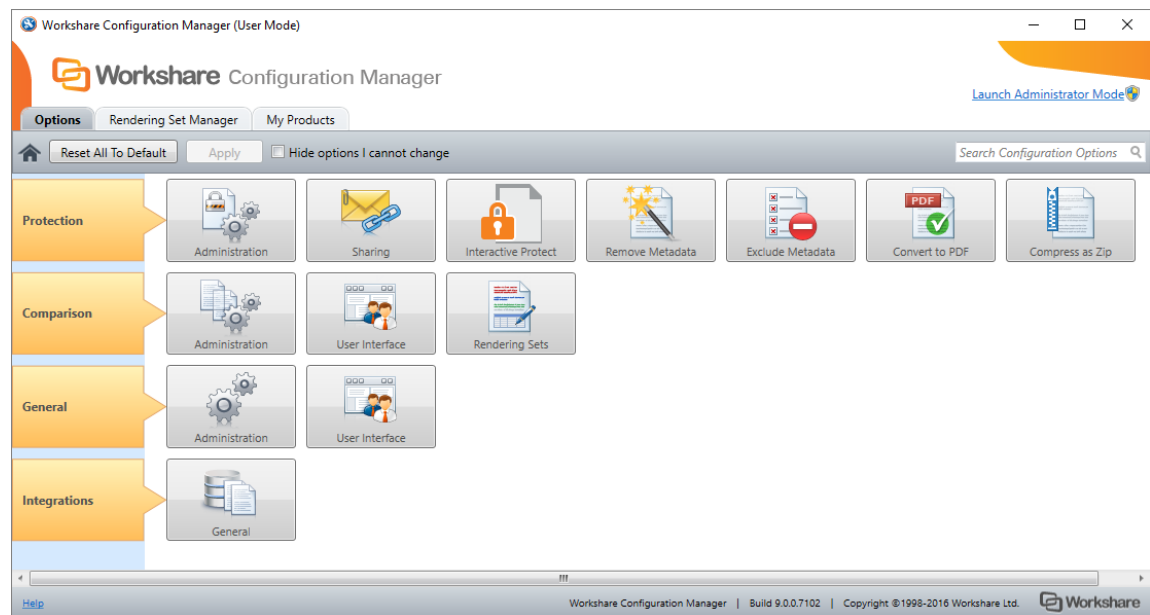 Workshare Configuration Manager (User Mode)
Workshare Configuration Manager
Launch Administrator Mode
Options Rendering Set Manager My Products
Reset All To Default Apply Hide options I cannot change Search Configuration Options
Protection
Administration Sharing Interactive Protect Remove Metadata Exclude Metadata Convert to PDF Compress as Zip
PDF
Comparison
Administration User Interface Rendering Sets
General
Administration User Interface
Integrations
General
Help Workshare Configuration Manager | Build 9.0.0.7102 | Copyright ©1998-2016 Workshare Ltd. Workshare